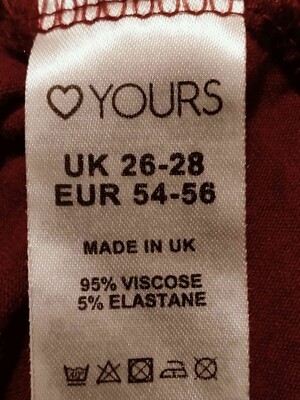 YOURS
UK 26-28
EUR 54-56
MADE IN UK
95% VISCOSE
5% ELASTANE